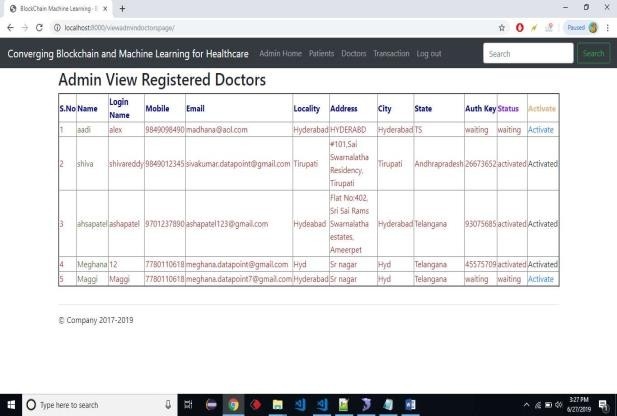 BlockChain Machine Learning - B
localhost:8000/viewadmindoctorspage/
Paused
Converging Blockchain and Machine Learning for Healthcare Admin Home Patients Doctors Transaction Log out Search Search
Admin View Registered Doctors
S.No Name Login Name Mobile Email Locality Address City State Auth Key Status Activate
1 aadi alex 9849098490 madhana@aol.com Hyderabad HYDERABD Hyderabad TS waiting waiting Activate
2 shiva shivareddy 9849012345 sivakumar.datapoint@gmail.com Tirupati #101,Sai Swarnalatha Residency, Tirupati Tirupati Andhrapradesh 26673652 activated Activated
3 ahsapatel ashapatel 9701237890 ashapatel123@gmail.com Hydeabad Flat No:402, Sri Sai Rams Swarnalatha estates, Ameerpet Hyderabad Telangana 93075685 activated Activated
4 Meghana 12 7780110618 meghana.datapoint@gmail.com Hyd Sr nagar Hyd Telangana 45575709 activated Activated
5 Maggi Maggi 7780110618 meghana.datapoint7@gmail.com Hyderabad Sr nagar Hyd Telangana waiting waiting Activate
© Company 2017-2019
Type here to search
3:27 PM
6/27/2019